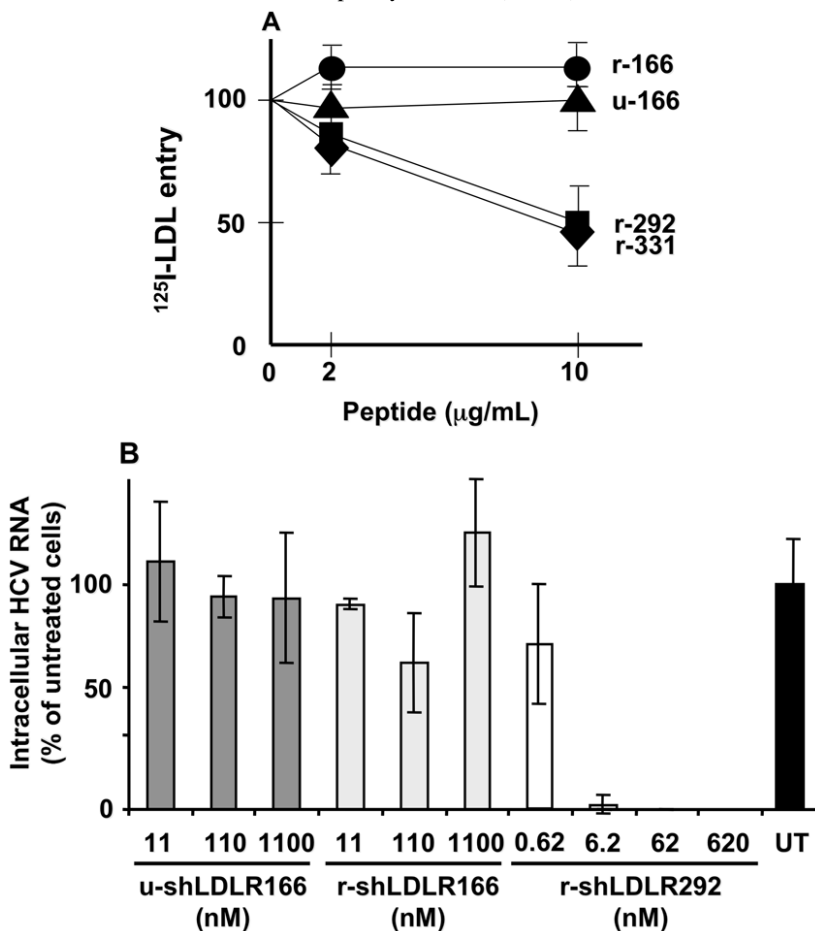 A
r-166
100
u-166
125I-LDL entry
50
r-292
r-331
0
0 2 10
Peptide (μg/mL)
B
Intracellular HCV RNA
(% of untreated cells)
100
50
0
11 110 1100 11 110 1100 0.62 6.2 62 620 UT
u-shLDLR166 r-shLDLR166 r-shLDLR292
(nM) (nM) (nM)